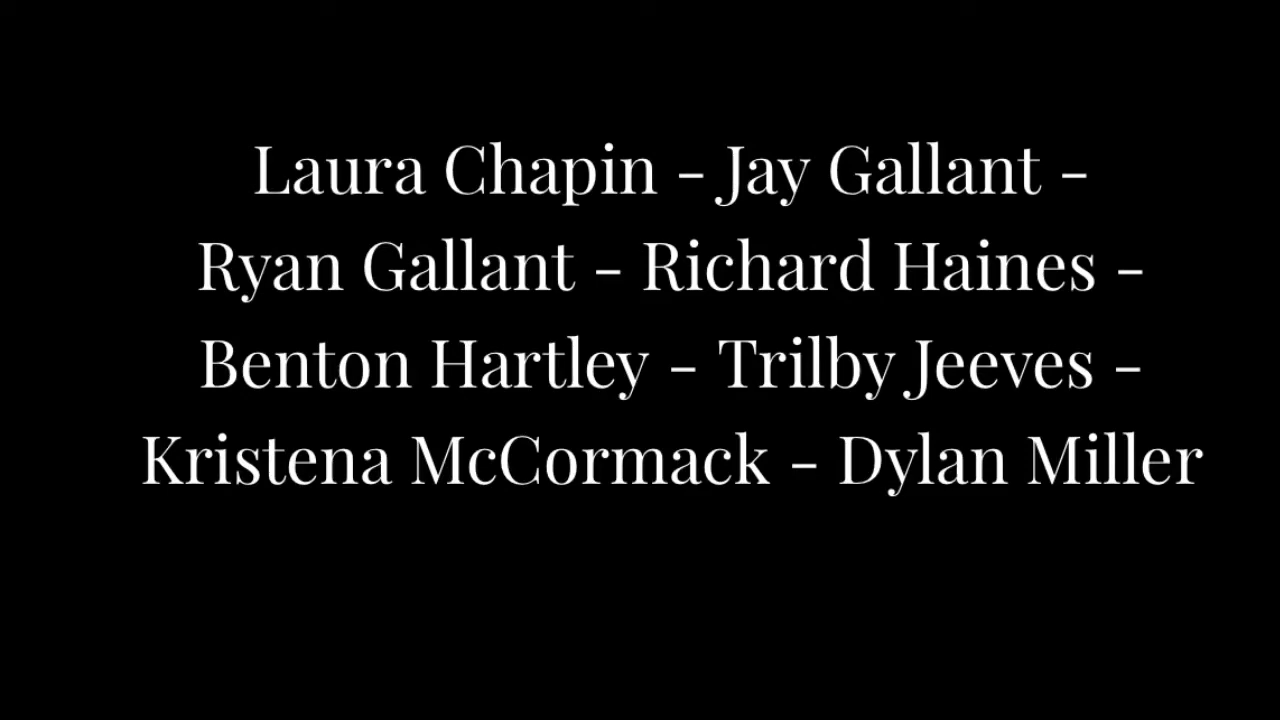 Laura Chapin - Jay Gallant -
Ryan Gallant - Richard Haines -
Benton Hartley - Trilby Jeeves -
Kristena McCormack - Dylan Miller